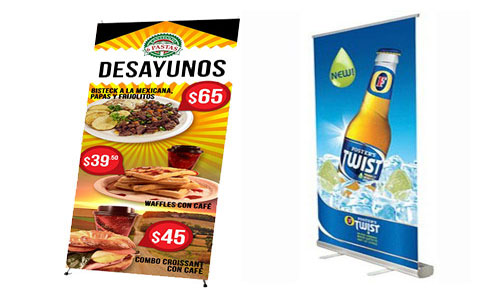 & PASTAS
DESAYUNOS
BISTECK A LA MEXICANA,
PAPAS Y FRIJOLITOS
$65
$39.50
WAFFLES CON CAFÉ
$45
COMBO CROISSANT
CON CAFÉ
NEW!
F
FOSTER'S
TWIST
FOSTER'S
TWIST